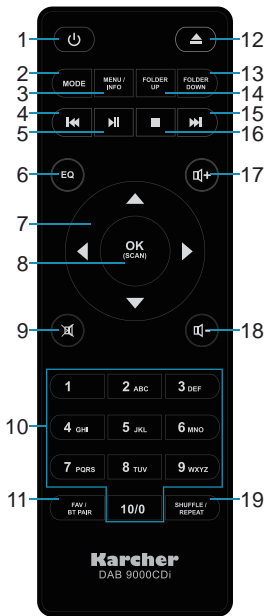 1
12
2
MODE
MENU /
INFO
FOLDER
UP
FOLDER
DOWN
13
3
14
4
15
5
16
6
EQ
+
17
7
OK
(SCAN)
8
9
-
18
10
1
2 ABC
3 DEF
4 GHI
5 JKL
6 MNO
7 PQRS
8 TUV
9 WXYZ
11
FAV /
BT PAIR
10/0
SHUFFLE /
REPEAT
19
Karcher
DAB 9000CDi